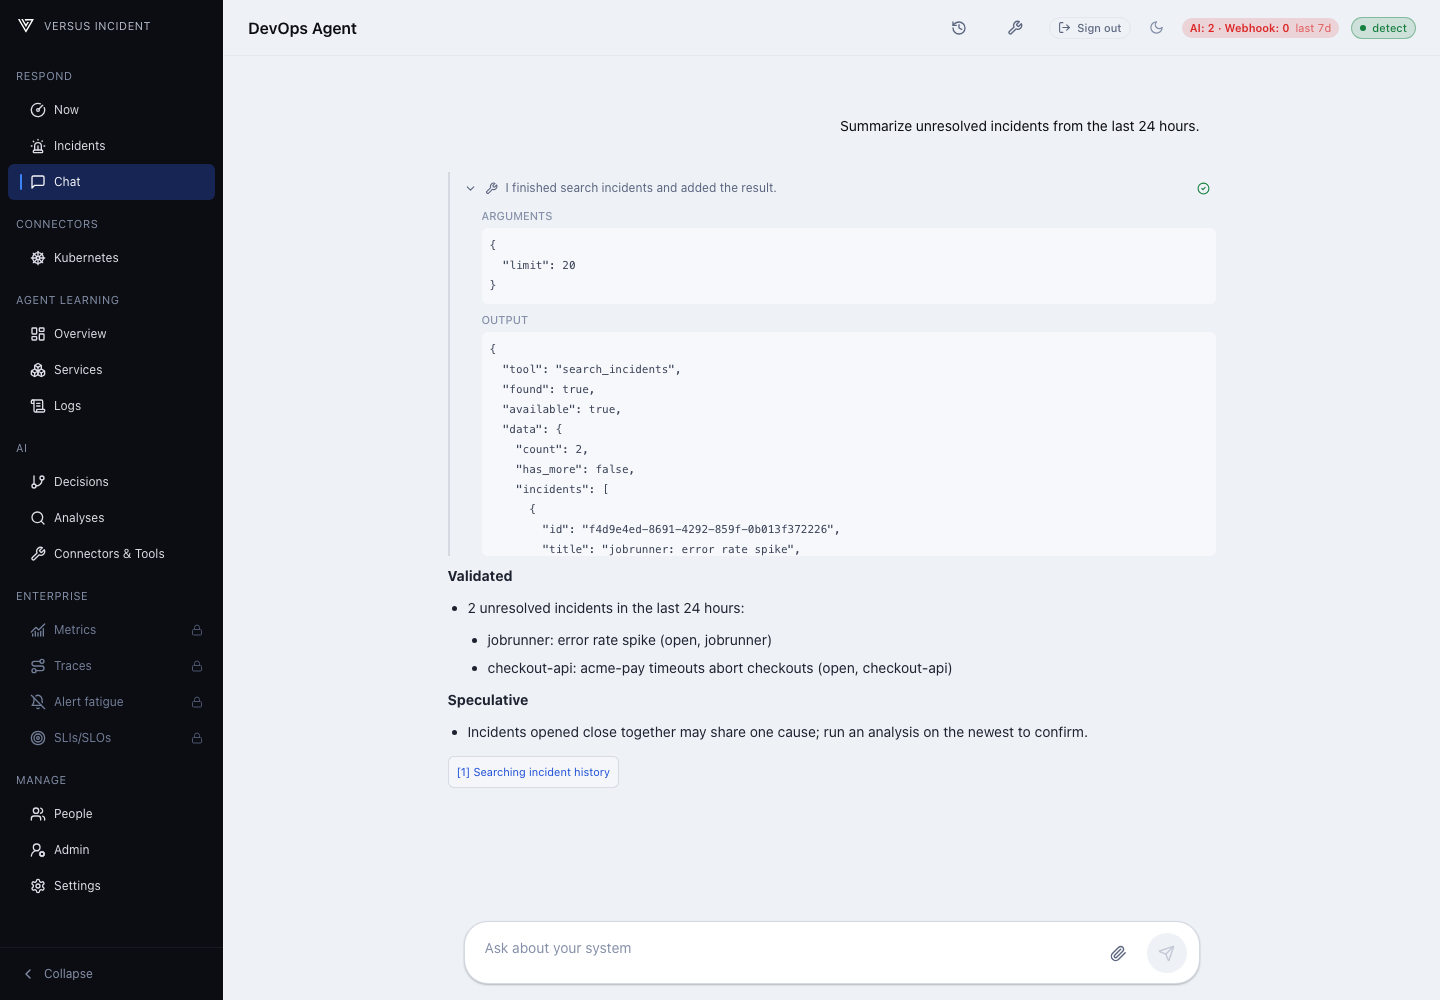 VERSUS INCIDENT
RESPOND
Now
Incidents
Chat
CONNECTORS
Kubernetes
AGENT LEARNING
Overview
Services
Logs
AI
Decisions
Analyses
Connectors & Tools
ENTERPRISE
Metrics
Traces
Alert fatigue
SLIs/SLOs
MANAGE
People
Admin
Settings
Collapse
DevOps Agent
Sign out
AI: 2 · Webhook: 0 last 7d
detect
Summarize unresolved incidents from the last 24 hours.
I finished search incidents and added the result.
ARGUMENTS
{
"limit": 20
}
OUTPUT
{
"tool": "search_incidents",
"found": true,
"available": true,
"data": {
"count": 2,
"has_more": false,
"incidents": [
{
"id": "f4d9e4ed-8691-4292-859f-0b013f372226",
"title": "jobrunner: error rate spike",
Validated
• 2 unresolved incidents in the last 24 hours:
• jobrunner: error rate spike (open, jobrunner)
• checkout-api: acme-pay timeouts abort checkouts (open, checkout-api)
Speculative
• Incidents opened close together may share one cause; run an analysis on the newest to confirm.
[1] Searching incident history
Ask about your system